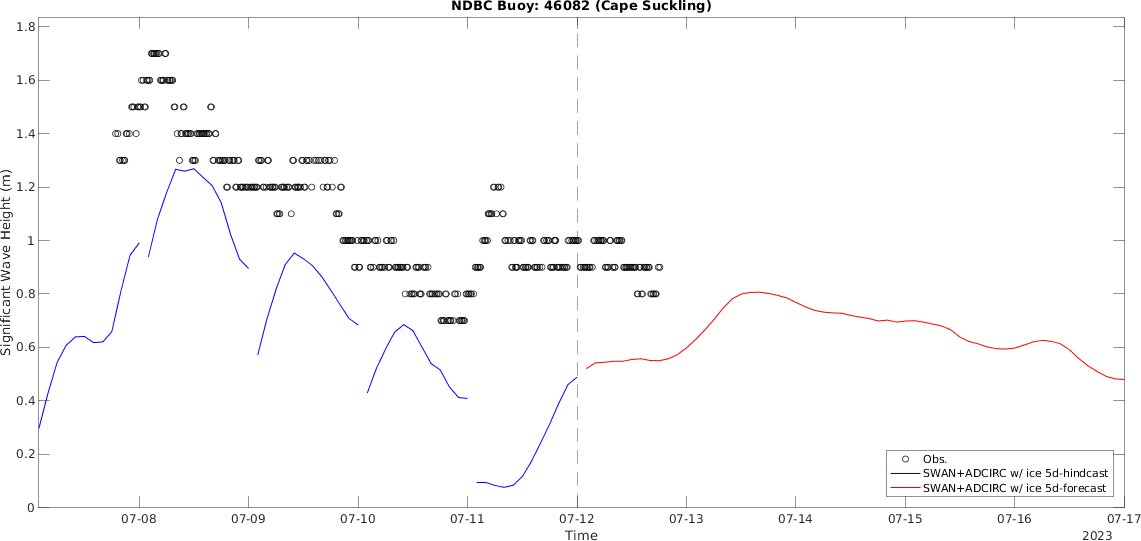 NDBC Buoy: 46082 (Cape Suckling)
1.8
1.6
1.4
1.2
1
0.8
0.6
0.4
0.2
0
Significant Wave Height (m)
Obs.
SWAN+ADCIRC w/ ice 5d-hindcast
SWAN+ADCIRC w/ ice 5d-forecast
07-08 07-09 07-10 07-11 07-12 07-13 07-14 07-15 07-16 07-17
Time
2023